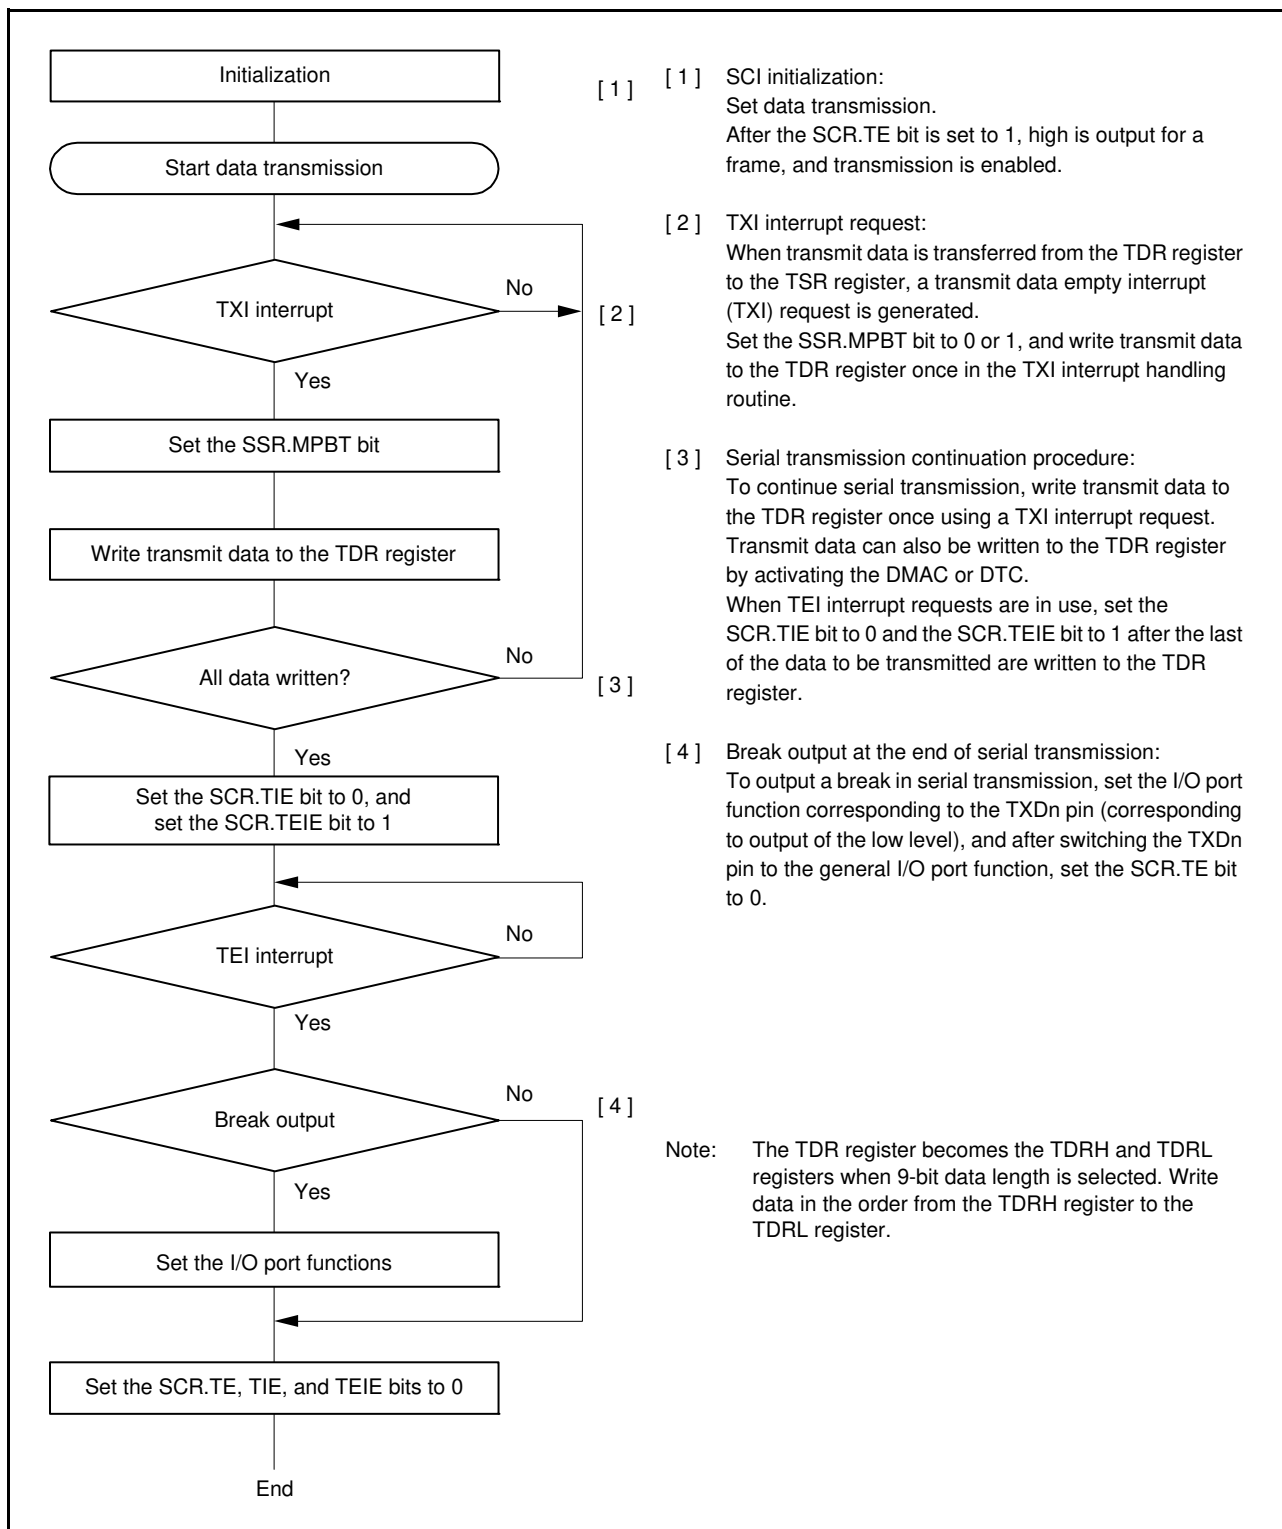 Initialization
[ 1 ]
Start data transmission
TXI interrupt
No
[ 2 ]
Yes
Set the SSR.MPBT bit
Write transmit data to the TDR register
All data written?
No
[ 3 ]
Yes
Set the SCR.TIE bit to 0, and
set the SCR.TEIE bit to 1
TEI interrupt
No
Yes
Break output
No
[ 4 ]
Yes
Set the I/O port functions
Set the SCR.TE, TIE, and TEIE bits to 0
End
[ 1 ] SCI initialization:
Set data transmission.
After the SCR.TE bit is set to 1, high is output for a
frame, and transmission is enabled.
[ 2 ] TXI interrupt request:
When transmit data is transferred from the TDR register
to the TSR register, a transmit data empty interrupt
(TXI) request is generated.
Set the SSR.MPBT bit to 0 or 1, and write transmit data
to the TDR register once in the TXI interrupt handling
routine.
[ 3 ] Serial transmission continuation procedure:
To continue serial transmission, write transmit data to
the TDR register once using a TXI interrupt request.
Transmit data can also be written to the TDR register
by activating the DMAC or DTC.
When TEI interrupt requests are in use, set the
SCR.TIE bit to 0 and the SCR.TEIE bit to 1 after the last
of the data to be transmitted are written to the TDR
register.
[ 4 ] Break output at the end of serial transmission:
To output a break in serial transmission, set the I/O port
function corresponding to the TXDn pin (corresponding
to output of the low level), and after switching the TXDn
pin to the general I/O port function, set the SCR.TE bit
to 0.
Note: The TDR register becomes the TDRH and TDRL
registers when 9-bit data length is selected. Write
data in the order from the TDRH register to the
TDRL register.